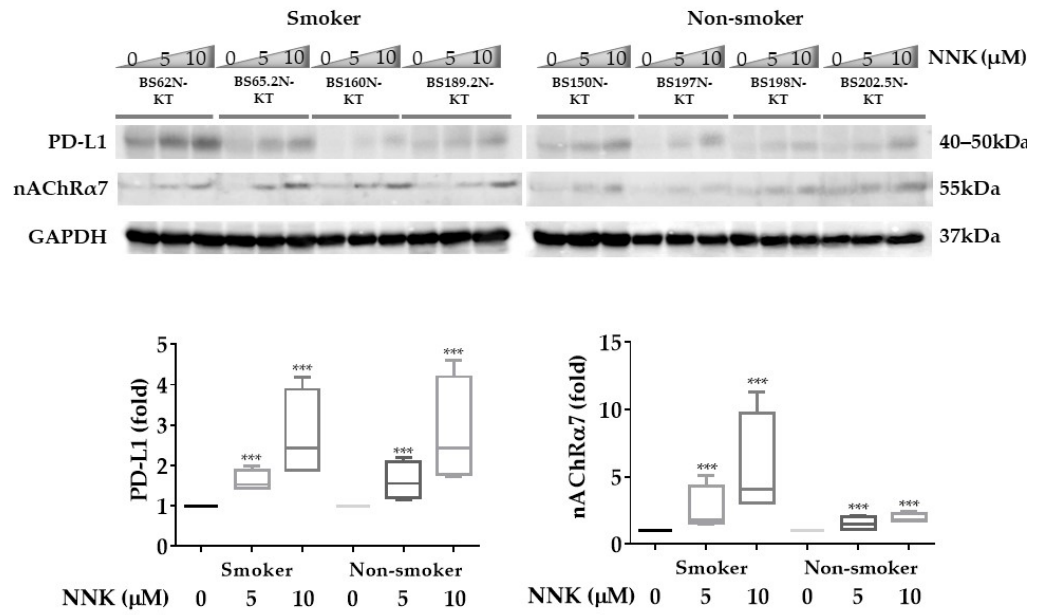 Smoker Non-smoker
0 5 10 0 5 10 0 5 10 0 5 10 0 5 10 0 5 10 0 5 10 0 5 10 NNK (μM)
BS62N- BS65.2N- BS160N- BS189.2N- BS150N- BS197N- BS198N- BS202.5N-
KT KT KT KT KT KT KT KT
PD-L1 40–50kDa
nAChRα7 55kDa
GAPDH 37kDa
PD-L1 (fold)
5
4
3
2
1
0
*** *** *** ***
Smoker Non-smoker
NNK (μM) 0 5 10 0 5 10
nAChRα7 (fold)
15
10
5
0
*** *** *** ***
Smoker Non-smoker
NNK (μM) 0 5 10 0 5 10